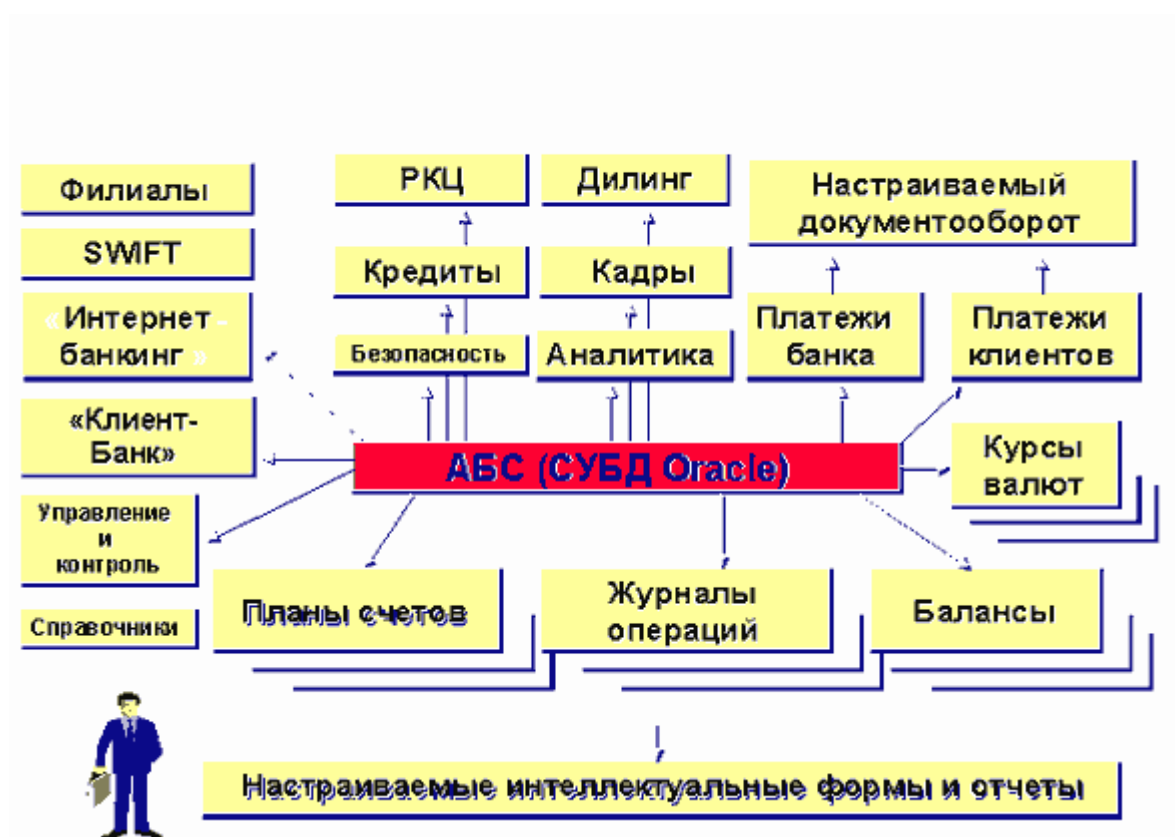 Филиалы
SWIFT
«Интернет-
банкинг»
«Клиент-
Банк»
Управление
и
контроль
Справочники
РКЦ
Кредиты
Безопасность
Дилинг
Кадры
Аналитика
Настраиваемый
документооборот
Платежи
банка
Платежи
клиентов
АБС (СУБД Oracle)
Курсы
валют
Планы счетов
Журналы
операций
Балансы
Настраиваемые интеллектуальные формы и отчеты